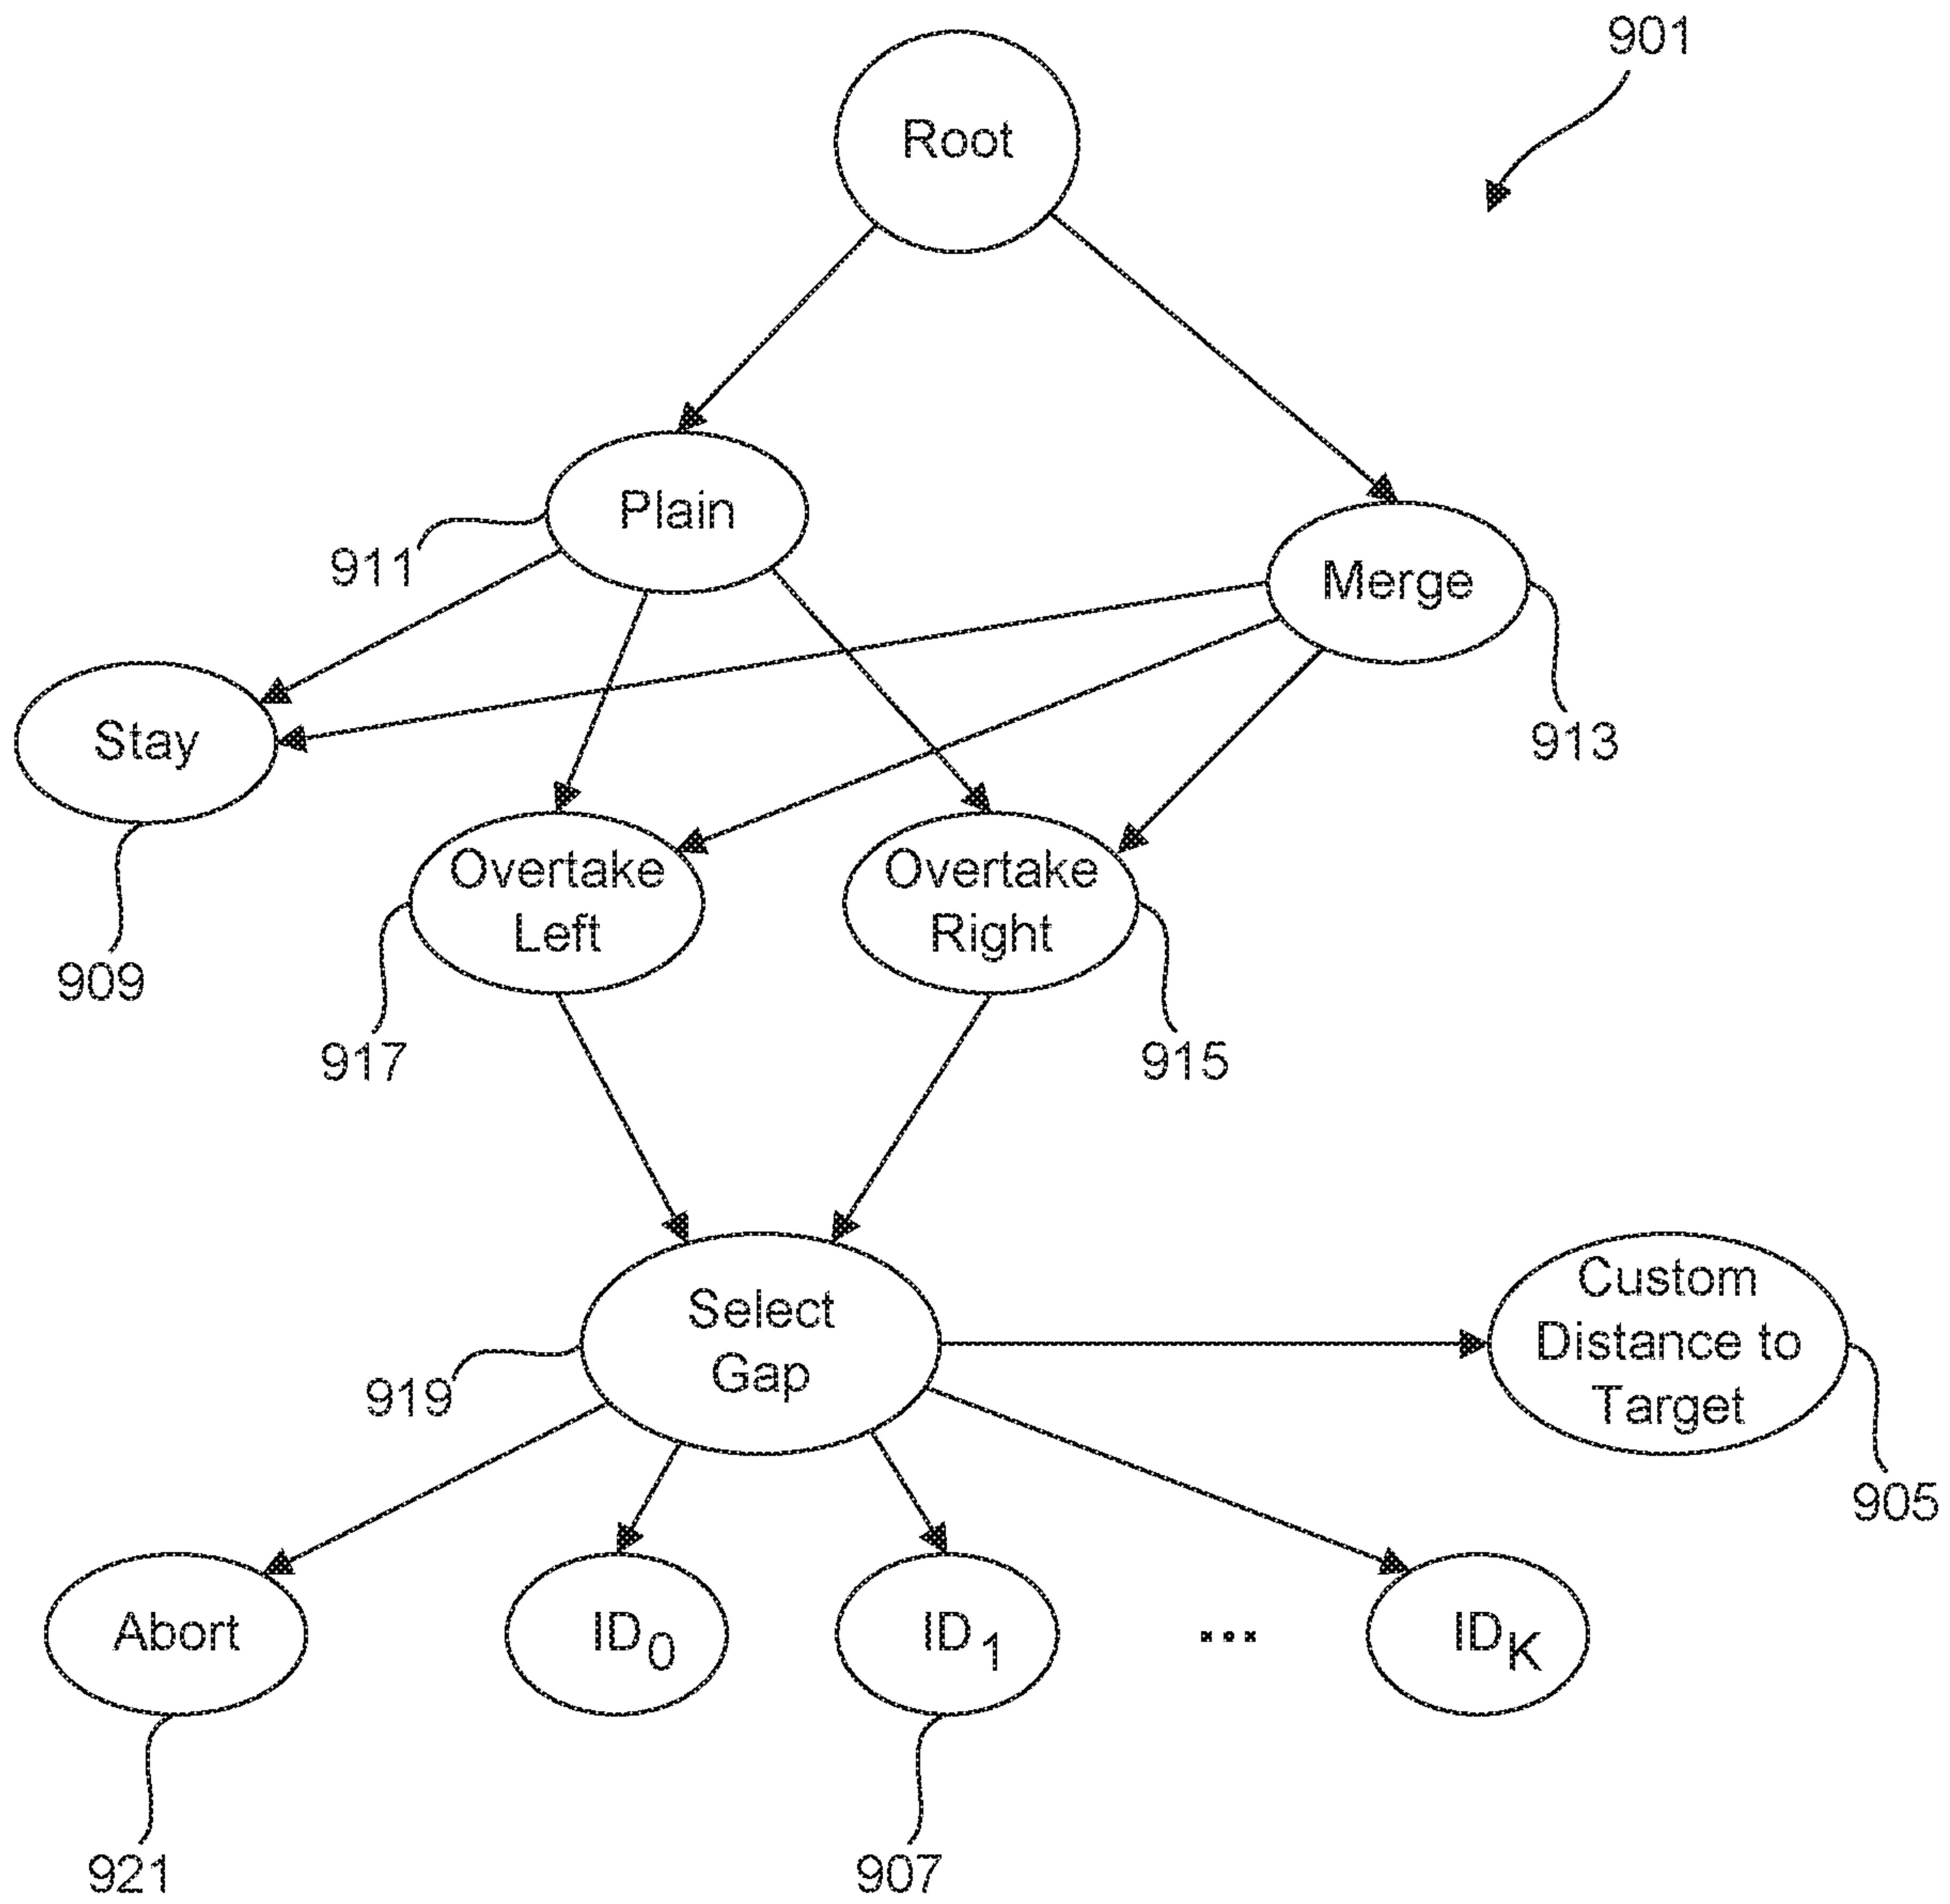 901
Root
Plain
911
Merge
913
Stay
909
Overtake
Left
917
Overtake
Right
915
Select
Gap
919
Custom
Distance to
Target
905
Abort
921
ID0
ID1
907
...
IDK